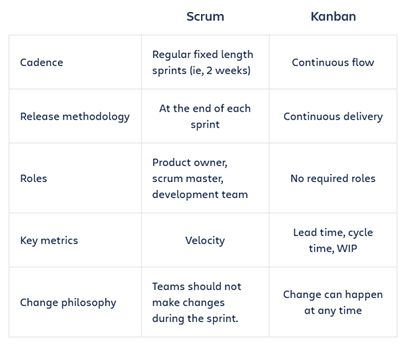 Scrum Kanban
Cadence
Regular fixed length
sprints (ie, 2 weeks)
Continuous flow
Release methodology
At the end of each
sprint
Continuous delivery
Roles
Product owner,
scrum master,
development team
No required roles
Key metrics
Velocity
Lead time, cycle
time, WIP
Change philosophy
Teams should not
make changes
during the sprint.
Change can happen
at any time